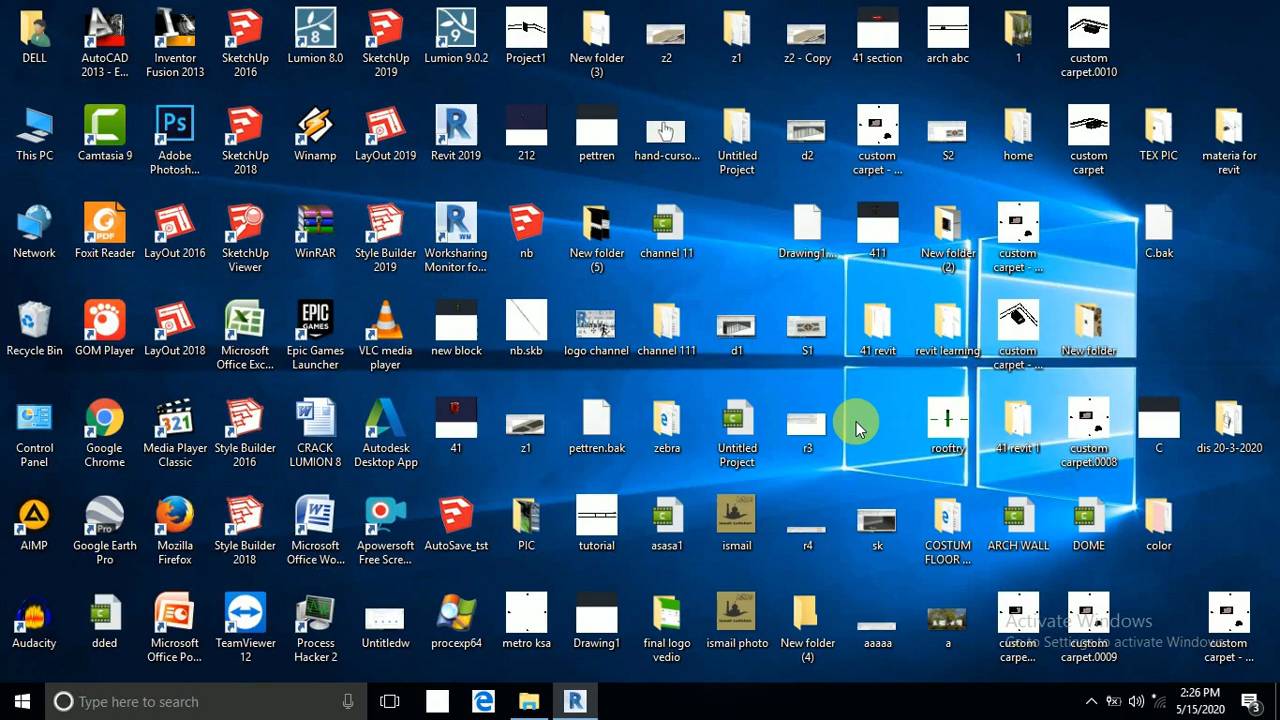 DELL
AutoCAD
2013 - E...
Inventor
Fusion 2013
SketchUp
2016
Lumion 8.0
SketchUp
2019
Lumion 9.0.2
Project1
New folder
(3)
z2
z1
z2 - Copy
41 section
arch abc
1
custom
carpet.0010
This PC
Camtasia 9
Adobe
Photosh...
SketchUp
2018
Winamp
LayOut 2019
Revit 2019
212
pettren
hand-curso...
Untitled
Project
d2
custom
carpet - ...
S2
home
custom
carpet
TEX PIC
materia for
revit
Network
Foxit Reader
LayOut 2016
SketchUp
Viewer
WinRAR
Style Builder
2019
Worksharing
Monitor fo...
nb
New folder
(5)
channel 11
Drawing1....
411
New folder
(2)
custom
carpet - ...
C.bak
Recycle Bin
GOM Player
LayOut 2018
Microsoft
Office Exc...
Epic Games
Launcher
VLC media
player
new block
nb.skb
logo channel
channel 111
d1
S1
41 revit
revit learning
custom
carpet - ...
New folder
Control
Panel
Google
Chrome
Media Player
Classic
Style Builder
2016
CRACK
LUMION 8
Autodesk
Desktop App
41
z1
pettren.bak
zebra
Untitled
Project
r3
rooftry
41 revit 1
custom
carpet.0008
C
dis 20-3-2020
AIMP
Google Earth
Pro
Mozilla
Firefox
Style Builder
2018
Microsoft
Office Wo...
Apowersoft
Free Scre...
AutoSave_tst
PIC
tutorial
asasa1
ismail
r4
sk
COSTUM
FLOOR ...
ARCH WALL
DOME
color
Audacity
dded
Microsoft
Office Po...
TeamViewer
12
Process
Hacker 2
Untitledw
procexp64
metro ksa
Drawing1
final logo
vedio
ismail photo
New folder
(4)
aaaaa
a
custom
carpe...
custom
carpet.0009
custom
carpet - ...
Activate Windows
Go to Settings to activate Windows.
Type here to search
2:26 PM
5/15/2020
3